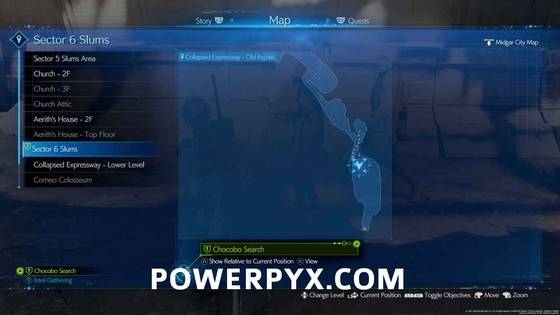 Story
Map
Quests
Sector 6 Slums
Midgar City Map
Sector 5 Slums Area
Church - 2F
Church - 3F
Church Attic
Aerith's House - 2F
Aerith's House - Top Floor
Sector 6 Slums
Collapsed Expressway - Lower Level
Corneo Colosseum
Collapsed Expressway - Old Bypass
Chocobo Search
Show Relative to Current Position
View
Chocobo Search
Intel Gathering
POWERPYX.COM
Change Level
Current Position
Toggle Objectives
Move
Zoom